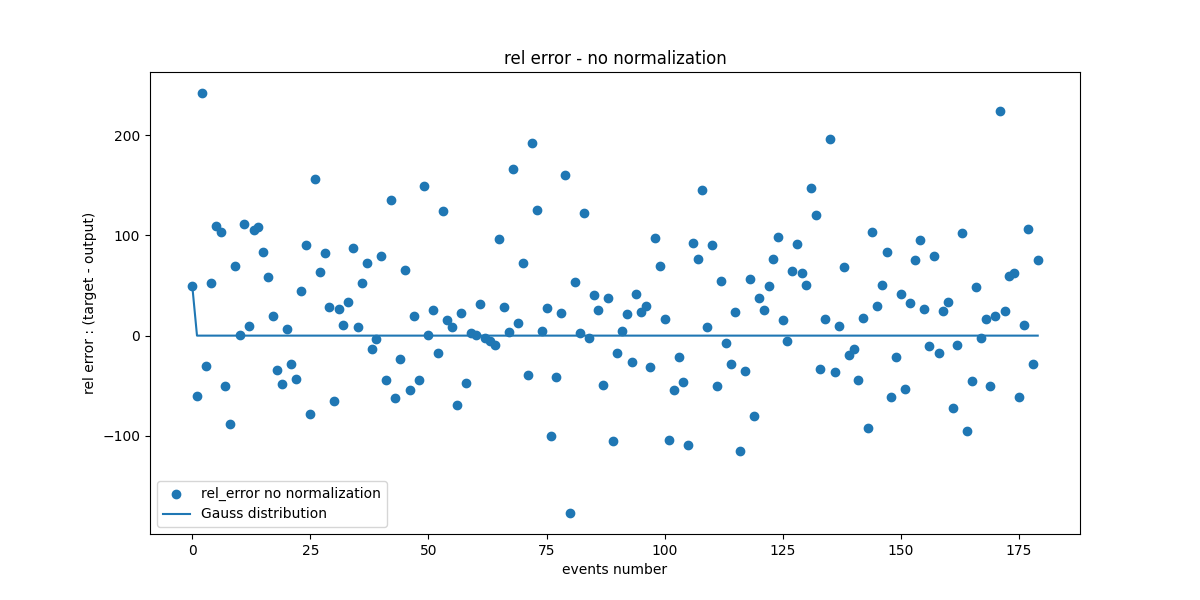 rel error - no normalization
rel error : (target - output)
200
100
0
−100
rel_error no normalization
Gauss distribution
0 25 50 75 100 125 150 175
events number